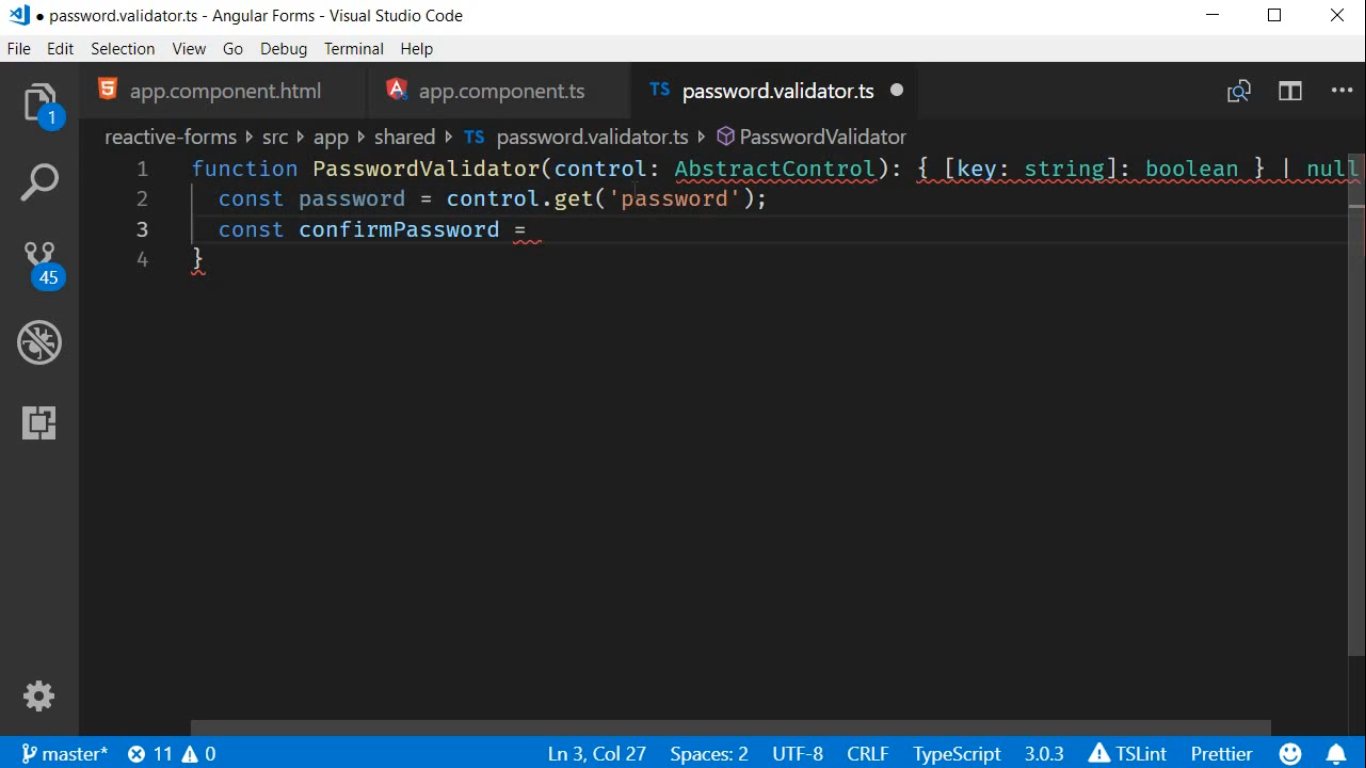 password.validator.ts - Angular Forms - Visual Studio Code
File Edit Selection View Go Debug Terminal Help
1 5 app.component.html A app.component.ts TS password.validator.ts
reactive-forms src app shared TS password.validator.ts PasswordValidator
1 function PasswordValidator(control: AbstractControl): { [key: string]: boolean } | null
2 const password = control.get('password');
3 const confirmPassword =
4 }
45
master* 11 0 Ln 3, Col 27 Spaces: 2 UTF-8 CRLF TypeScript 3.0.3 TSLint Prettier